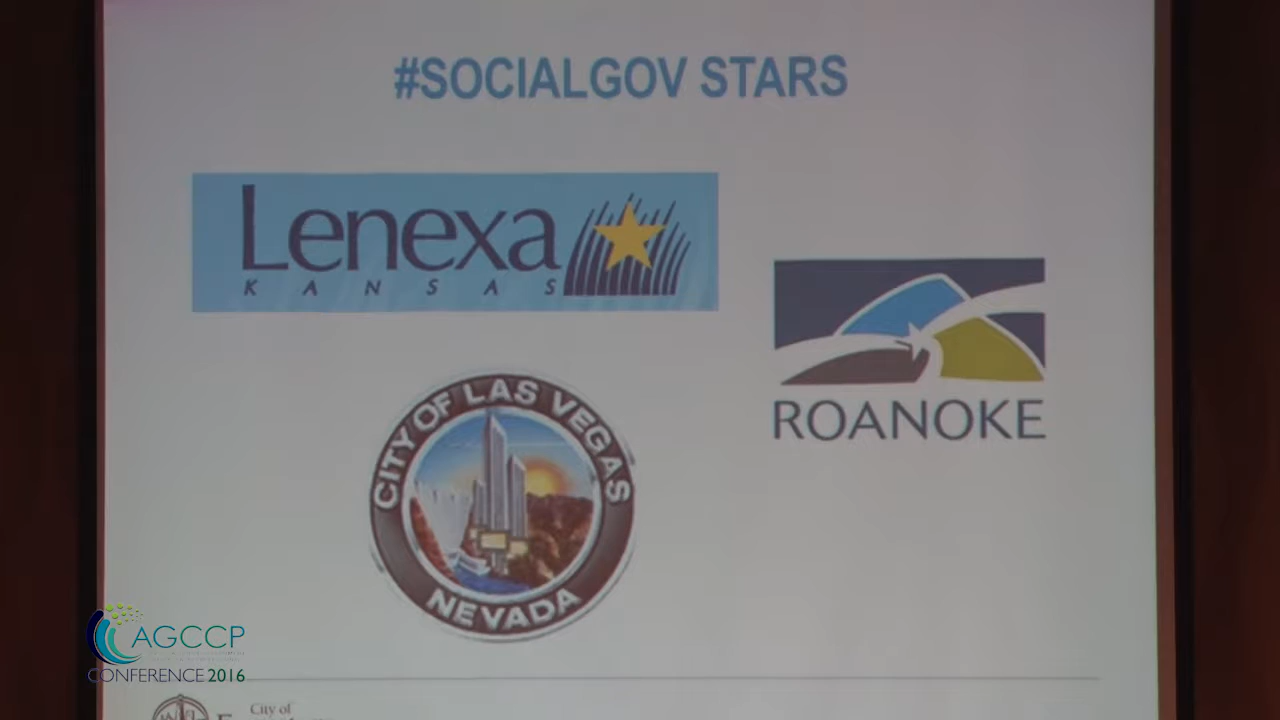 #SOCIALGOV STARS
Lenexa
KANSAS
ROANOKE
CITY OF LAS VEGAS
NEVADA
AGCCP
CONFERENCE 2016
City of